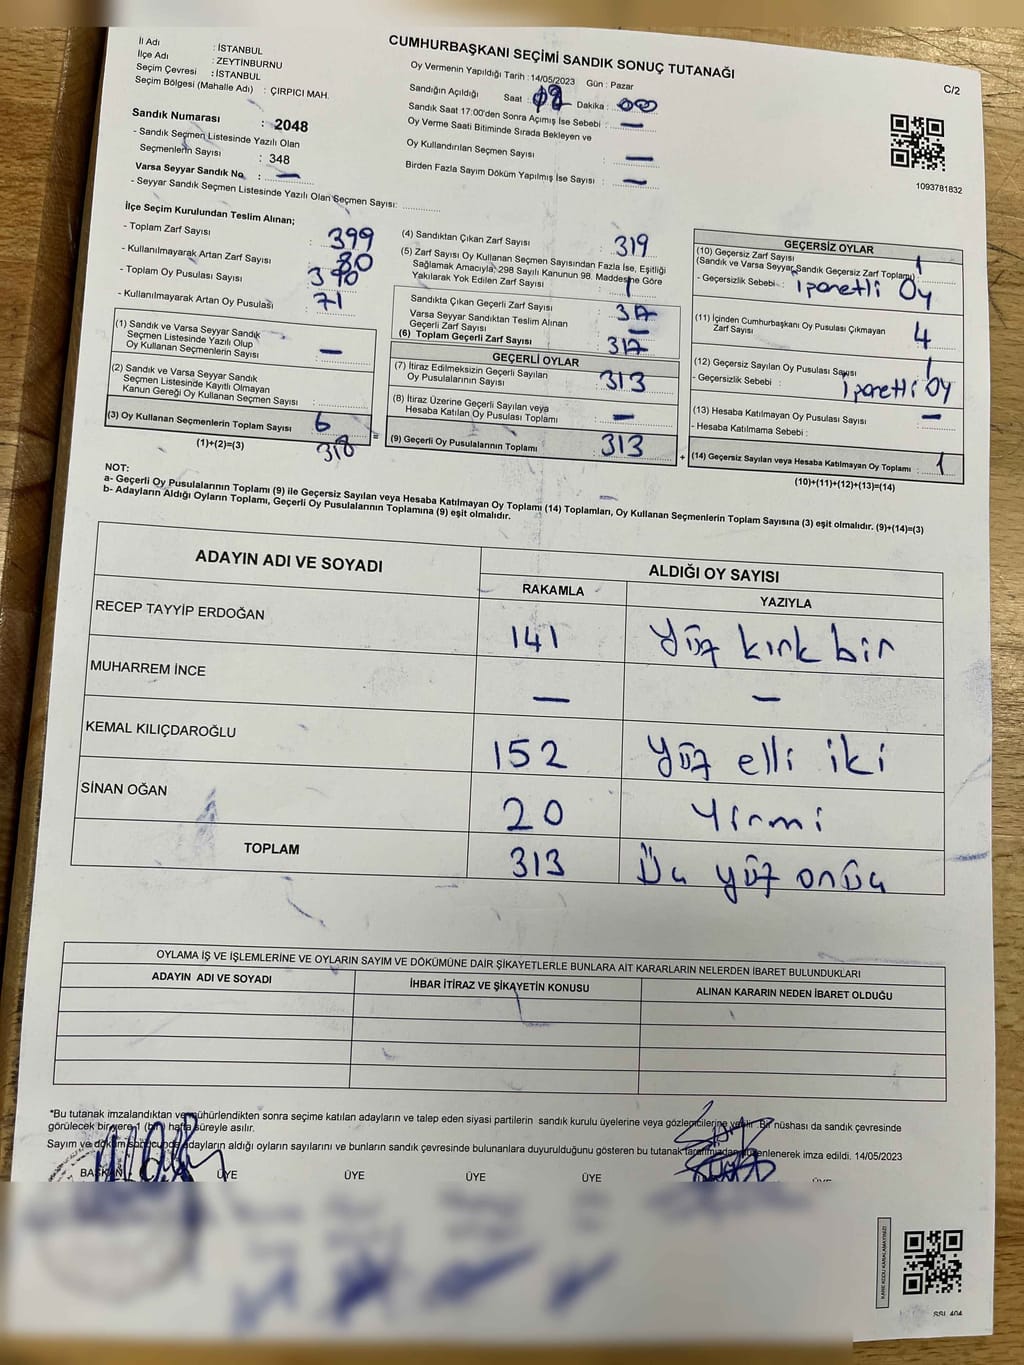 CUMHURBAŞKANI SEÇİMİ SANDIK SONUÇ TUTANAĞI
C/2
İl Adı : İSTANBUL
İlçe Adı : ZEYTİNBURNU
Seçim Çevresi : İSTANBUL
Seçim Bölgesi (Mahalle Adı) : ÇIRPICI MAH.
Sandık Numarası : 2048
- Sandık Seçmen Listesinde Yazılı Olan
Seçmenlerin Sayısı : 348
Varsa Seyyar Sandık No : —
- Seyyar Sandık Seçmen Listesinde Yazılı Olan Seçmen Sayısı:
Oy Vermenin Yapıldığı Tarih : 14/05/2023 Gün : Pazar
Sandığın Açıldığı Saat Dakika : 00
Sandık Saat 17:00'den Sonra Açımış İse Sebebi : —
Oy Verme Saati Bitiminde Sırada Bekleyen ve
Oy Kullandırılan Seçmen Sayısı : —
Birden Fazla Sayım Döküm Yapılmış İse Sayısı : —
1093781832
İlçe Seçim Kurulundan Teslim Alınan;
- Toplam Zarf Sayısı : 399
- Kullanılmayarak Artan Zarf Sayısı : 80
- Toplam Oy Pusulası Sayısı : 390
- Kullanılmayarak Artan Oy Pusulası : 71
(1) Sandık ve Varsa Seyyar Sandık
Seçmen Listesinde Yazılı Olup
Oy Kullanan Seçmenlerin Sayısı : —
(2) Sandık ve Varsa Seyyar Sandık
Seçmen Listesinde Kayıtlı Olmayan
Kanun Gereği Oy Kullanan Seçmen Sayısı :
(3) Oy Kullanan Seçmenlerin Toplam Sayısı : 6
(1)+(2)=(3) 318
(4) Sandıktan Çıkan Zarf Sayısı : 319
(5) Zarf Sayısı Oy Kullanan Seçmen Sayısından Fazla İse, Eşitliği
Sağlamak Amacıyla, 298 Sayılı Kanunun 98. Maddesine Göre
Yakılarak Yok Edilen Zarf Sayısı : 1
Sandıkta Çıkan Geçerli Zarf Sayısı : 317
Varsa Seyyar Sandıktan Teslim Alınan
Geçerli Zarf Sayısı : —
(6) Toplam Geçerli Zarf Sayısı : 317
GEÇERLİ OYLAR
(7) İtiraz Edilmeksizin Geçerli Sayılan
Oy Pusulalarının Sayısı : 313
(8) İtiraz Üzerine Geçerli Sayılan veya
Hesaba Katılan Oy Pusulası Toplamı : —
(9) Geçerli Oy Pusulalarının Toplamı : 313
GEÇERSİZ OYLAR
(10) Geçersiz Zarf Sayısı
(Sandık ve Varsa Seyyar Sandık Geçersiz Zarf Toplamı) : 1
- Geçersizlik Sebebi : işaretli Oy
(11) İçinden Cumhurbaşkanı Oy Pusulası Çıkmayan
Zarf Sayısı : 4
(12) Geçersiz Sayılan Oy Pusulası Sayısı : 1
- Geçersizlik Sebebi : işaretli oy
(13) Hesaba Katılmayan Oy Pusulası Sayısı : —
- Hesaba Katılmama Sebebi :
(14) Geçersiz Sayılan veya Hesaba Katılmayan Oy Toplamı : 1
(10)+(11)+(12)+(13)=(14)
NOT:
a- Geçerli Oy Pusulalarının Toplamı (9) ile Geçersiz Sayılan veya Hesaba Katılmayan Oy Toplamı (14) Toplamları, Oy Kullanan Seçmenlerin Toplam Sayısına (3) eşit olmalıdır. (9)+(14)=(3)
b- Adayların Aldığı Oyların Toplamı, Geçerli Oy Pusulalarının Toplamına (9) eşit olmalıdır.
ADAYIN ADI VE SOYADI
ALDIĞI OY SAYISI
RAKAMLA YAZIYLA
RECEP TAYYİP ERDOĞAN 141 Yüz kırk bir
MUHARREM İNCE — —
KEMAL KILIÇDAROĞLU 152 Yüz elli iki
SİNAN OĞAN 20 Yirmi
TOPLAM 313 Üç yüz onüç
OYLAMA İŞ VE İŞLEMLERİNE VE OYLARIN SAYIM VE DÖKÜMÜNE DAİR ŞİKAYETLERLE BUNLARA AİT KARARLARIN NELERDEN İBARET BULUNDUKLARI
ADAYIN ADI VE SOYADI İHBAR İTİRAZ VE ŞİKAYETİN KONUSU ALINAN KARARIN NEDEN İBARET OLDUĞU
*Bu tutanak imzalandıktan ve mühürlendikten sonra seçime katılan adayların ve talep eden siyasi partilerin sandık kurulu üyelerine veya gözlemcilerine verilir. Bir nüshası da sandık çevresinde
görülecek bir yere 1 (bir) hafta süreyle asılır.
Sayım ve döküm sonucunda adayların aldığı oyların sayılarını ve bunların sandık çevresinde bulunanlara duyurulduğunu gösteren bu tutanak tarafımızdan düzenlenerek imza edildi. 14/05/2023
BAŞKAN ÜYE ÜYE ÜYE ÜYE ÜYE
KARE KODU KARALAMAYINIZ!